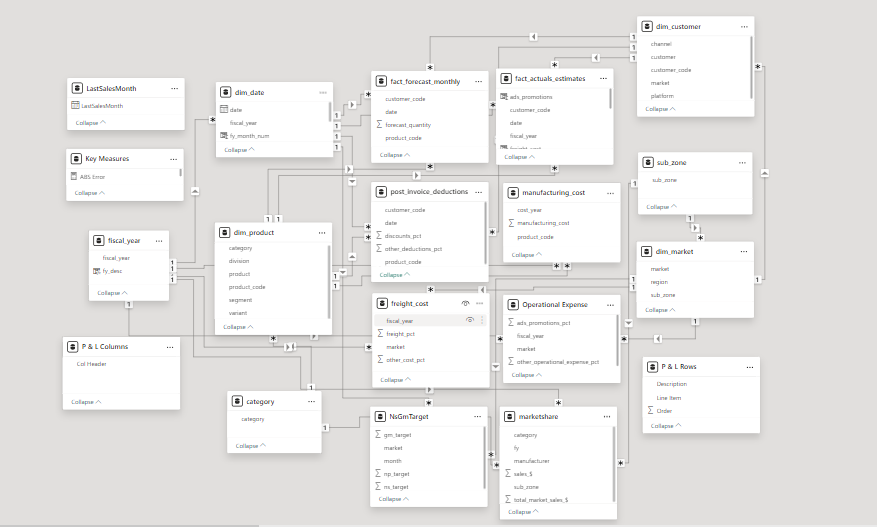 LastSalesMonth
LastSalesMonth
Collapse
Key Measures
ABS Error
Collapse
fiscal_year
fiscal_year
fy_desc
Collapse
P & L Columns
Col Header
Collapse
dim_date
date
fiscal_year
fy_month_num
Collapse
dim_product
category
division
product
product_code
segment
variant
Collapse
category
category
Collapse
fact_forecast_monthly
customer_code
date
forecast_quantity
product_code
Collapse
post_invoice_deductions
customer_code
date
discounts_pct
other_deductions_pct
product_code
Collapse
freight_cost
fiscal_year
freight_pct
market
other_cost_pct
Collapse
NsGmTarget
gm_target
market
month
np_target
ns_target
Collapse
fact_actuals_estimates
ads_promotions
customer_code
date
fiscal_year
Collapse
manufacturing_cost
cost_year
manufacturing_cost
product_code
Collapse
Operational Expense
ads_promotions_pct
fiscal_year
market
other_operational_expense_pct
Collapse
marketshare
category
fy
manufacturer
sales_$
sub_zone
total_market_sales_$
Collapse
dim_customer
channel
customer
customer_code
market
platform
Collapse
sub_zone
sub_zone
Collapse
dim_market
market
region
sub_zone
Collapse
P & L Rows
Description
Line Item
Order
Collapse